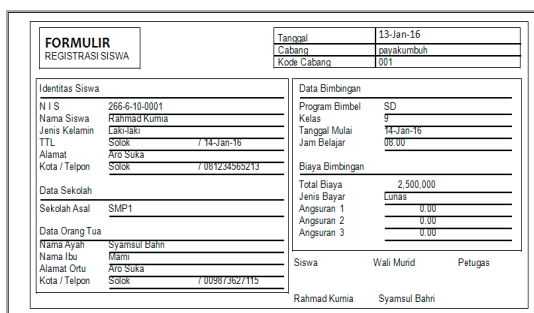 FORMULIR
REGISTRASI SISWA
Tanggal 13-Jan-16
Cabang payakumbuh
Kode Cabang 001
Identitas Siswa
N I S 266-6-10-0001
Nama Siswa Rahmad Kurnia
Jenis Kelamin Laki-laki
TTL Solok / 14-Jan-16
Alamat Aro Suka
Kota / Telpon Solok / 081234565213
Data Sekolah
Sekolah Asal SMP1
Data Orang Tua
Nama Ayah Syamsul Bahri
Nama Ibu Marni
Alamat Ortu Aro Suka
Kota / Telpon Solok / 009873627115
Data Bimbingan
Program Bimbel SD
Kelas 9
Tanggal Mulai 14-Jan-16
Jam Belajar 08.00
Biaya Bimbingan
Total Biaya 2,500,000
Jenis Bayar Lunas
Angsuran 1 0.00
Angsuran 2 0.00
Angsuran 3 0.00
Siswa Wali Murid Petugas
Rahmad Kurnia Syamsul Bahri